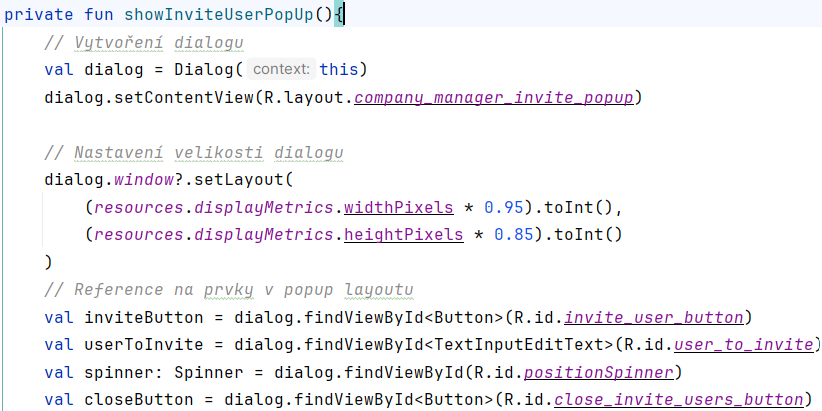 private fun showInviteUserPopUp(){
// Vytvoření dialogu
val dialog = Dialog( context: this)
dialog.setContentView(R.layout.company_manager_invite_popup)
// Nastavení velikosti dialogu
dialog.window?.setLayout(
(resources.displayMetrics.widthPixels * 0.95).toInt(),
(resources.displayMetrics.heightPixels * 0.85).toInt()
)
// Reference na prvky v popup layoutu
val inviteButton = dialog.findViewById<Button>(R.id.invite_user_button)
val userToInvite = dialog.findViewById<TextInputEditText>(R.id.user_to_invite)
val spinner: Spinner = dialog.findViewById(R.id.positionSpinner)
val closeButton = dialog.findViewById<Button>(R.id.close_invite_users_button)